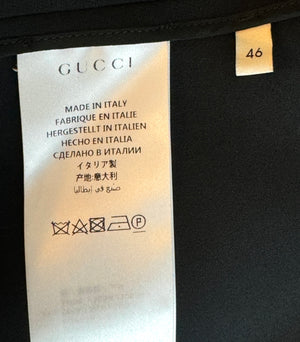 GUCCI
46
MADE IN ITALY
FABRIQUE EN ITALIE
HERGESTELLT IN ITALIEN
HECHO EN ITALIA
СДЕЛАНО В ИТАЛИИ
イタリア製
产地:意大利
صنع في إيطاليا
P